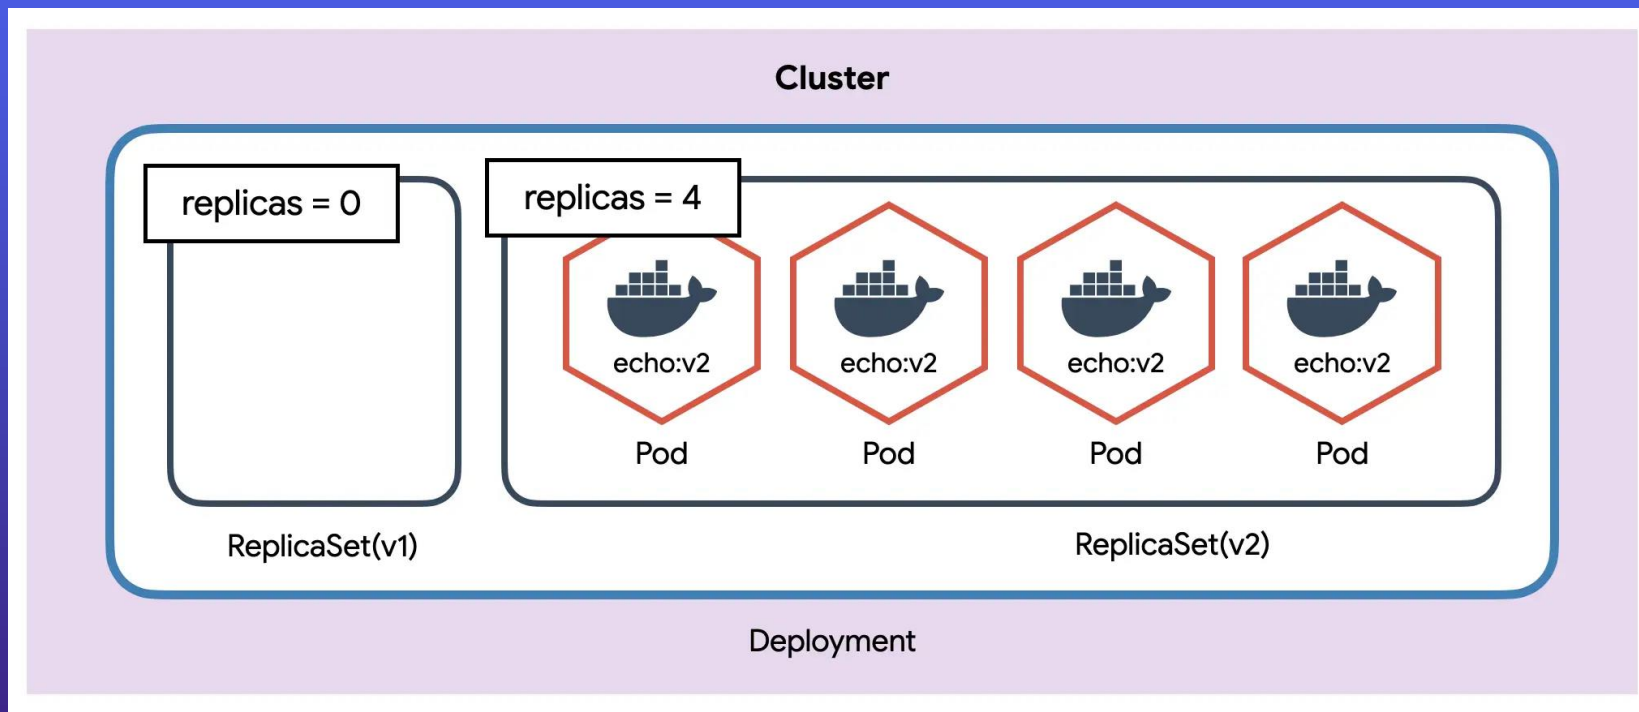 Cluster
replicas = 0
replicas = 4
echo:v2
echo:v2
echo:v2
echo:v2
Pod
Pod
Pod
Pod
ReplicaSet(v1)
ReplicaSet(v2)
Deployment